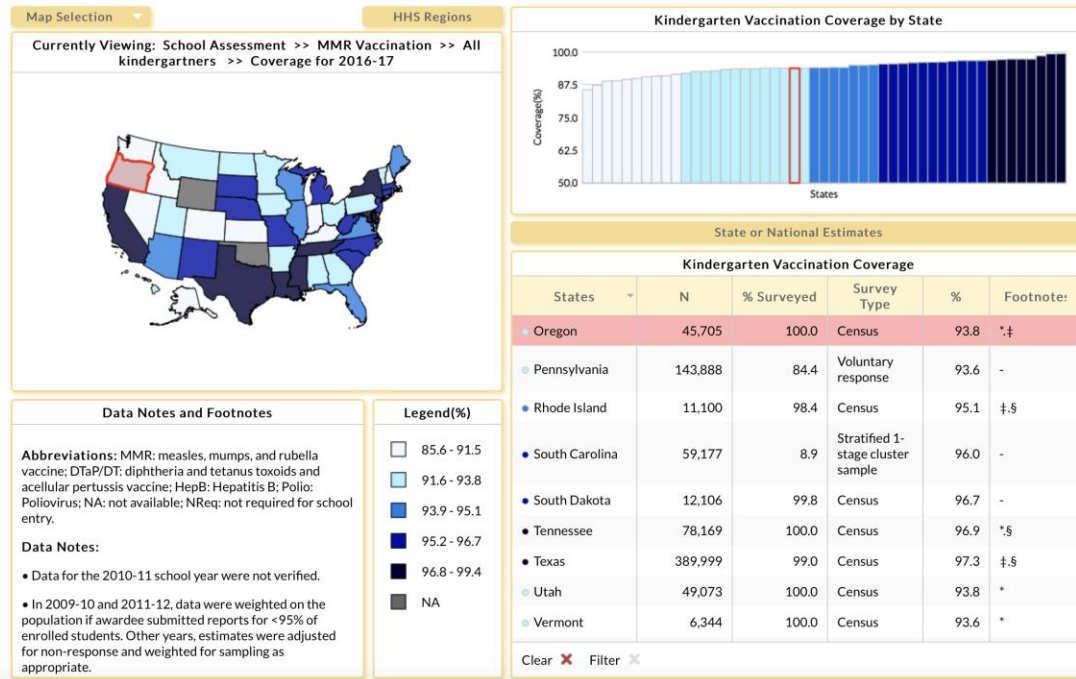 Map Selection
HHS Regions
Currently Viewing: School Assessment >> MMR Vaccination >> All
kindergartners >> Coverage for 2016-17
Kindergarten Vaccination Coverage by State
Coverage(%)
100.0
87.5
75.0
62.5
50.0
States
State or National Estimates
Kindergarten Vaccination Coverage
States N % Surveyed Survey Type % Footnotes
Oregon 45,705 100.0 Census 93.8 *,‡
Pennsylvania 143,888 84.4 Voluntary response 93.6 -
Rhode Island 11,100 98.4 Census 95.1 ‡,§
South Carolina 59,177 8.9 Stratified 1-stage cluster sample 96.0 -
South Dakota 12,106 99.8 Census 96.7 -
Tennessee 78,169 100.0 Census 96.9 *,§
Texas 389,999 99.0 Census 97.3 ‡,§
Utah 49,073 100.0 Census 93.8 *
Vermont 6,344 100.0 Census 93.6 *
Clear Filter
Data Notes and Footnotes
Abbreviations: MMR: measles, mumps, and rubella
vaccine; DTaP/DT: diphtheria and tetanus toxoids and
acellular pertussis vaccine; HepB: Hepatitis B; Polio:
Poliovirus; NA: not available; NReq: not required for school
entry.
Data Notes:
• Data for the 2010-11 school year were not verified.
• In 2009-10 and 2011-12, data were weighted on the
population if awardee submitted reports for <95% of
enrolled students. Other years, estimates were adjusted
for non-response and weighted for sampling as
appropriate.
Legend(%)
85.6 - 91.5
91.6 - 93.8
93.9 - 95.1
95.2 - 96.7
96.8 - 99.4
NA